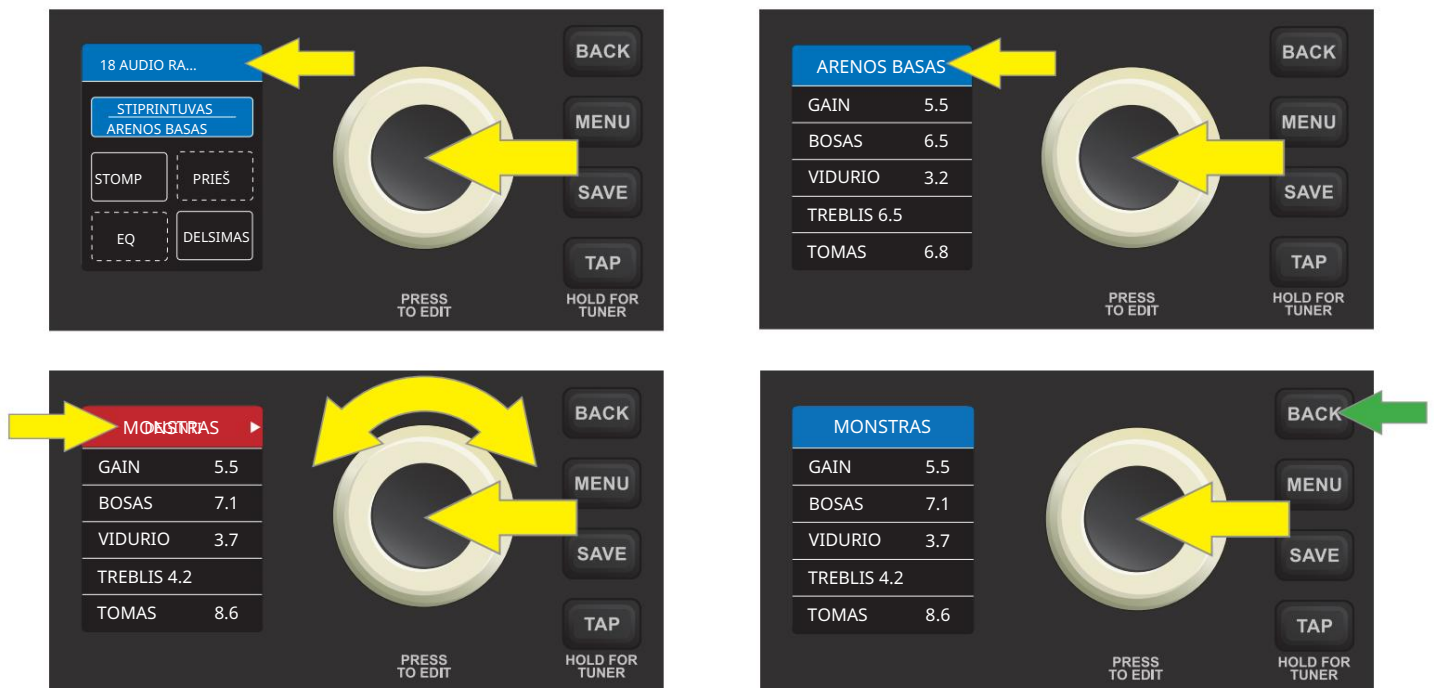 18 AUDIO RA...
STIPRINTUVAS
ARENOS BASAS
STOMP
PRIEŠ
EQ
DELSIMAS
BACK
MENU
SAVE
TAP
HOLD FOR
TUNER
PRESS
TO EDIT
ARENOS BASAS
GAIN 5.5
BOSAS 6.5
VIDURIO 3.2
TREBLIS 6.5
TOMAS 6.8
BACK
MENU
SAVE
TAP
HOLD FOR
TUNER
PRESS
TO EDIT
GAIN 5.5
BOSAS 7.1
VIDURIO 3.7
TREBLIS 4.2
TOMAS 8.6
BACK
MENU
SAVE
TAP
HOLD FOR
TUNER
PRESS
TO EDIT
MONSTRAS
GAIN 5.5
BOSAS 7.1
VIDURIO 3.7
TREBLIS 4.2
TOMAS 8.6
BACK
MENU
SAVE
TAP
HOLD FOR
TUNER
PRESS
TO EDIT